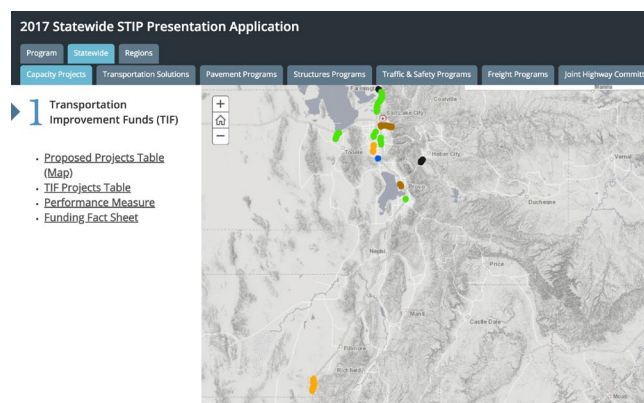 2017 Statewide STIP Presentation Application
Program Statewide Regions
Capacity Projects Transportation Solutions Pavement Programs Structures Programs Traffic & Safety Programs Freight Programs Joint Highway Committ
1 Transportation
Improvement Funds (TIF)
Proposed Projects Table
(Map)
TIF Projects Table
Performance Measure
Funding Fact Sheet
+
−
Farmington
Coalville
Manila
Salt Lake City
Tooele
Heber City
Vernal
Provo
Duchesne
Nephi
Price
Manti
Castle Dale
Fillmore
Richfield
Moab